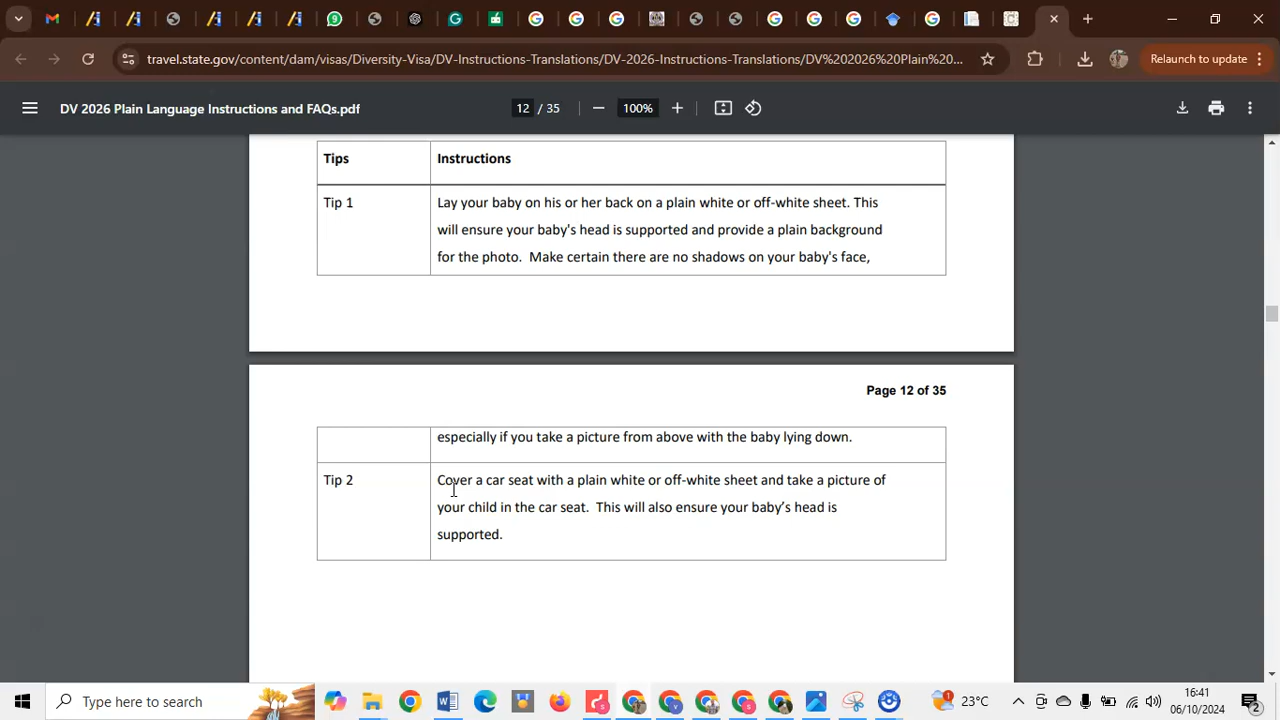 travel.state.gov/content/dam/visas/Diversity-Visa/DV-Instructions-Translations/DV-2026-Instructions-Translations/DV%202026%20Plain%20...
Relaunch to update
DV 2026 Plain Language Instructions and FAQs.pdf
12 / 35
100%
Tips
Instructions
Tip 1
Lay your baby on his or her back on a plain white or off-white sheet. This
will ensure your baby's head is supported and provide a plain background
for the photo. Make certain there are no shadows on your baby's face,
Page 12 of 35
especially if you take a picture from above with the baby lying down.
Tip 2
Cover a car seat with a plain white or off-white sheet and take a picture of
your child in the car seat. This will also ensure your baby’s head is
supported.
Type here to search
23°C
16:41
06/10/2024
2